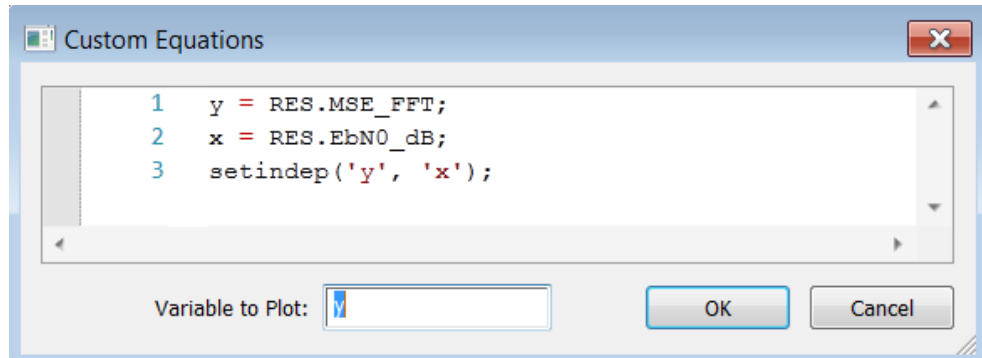 Custom Equations
1 y = RES.MSE_FFT;
2 x = RES.EbN0_dB;
3 setindep('y', 'x');
Variable to Plot: y OK Cancel